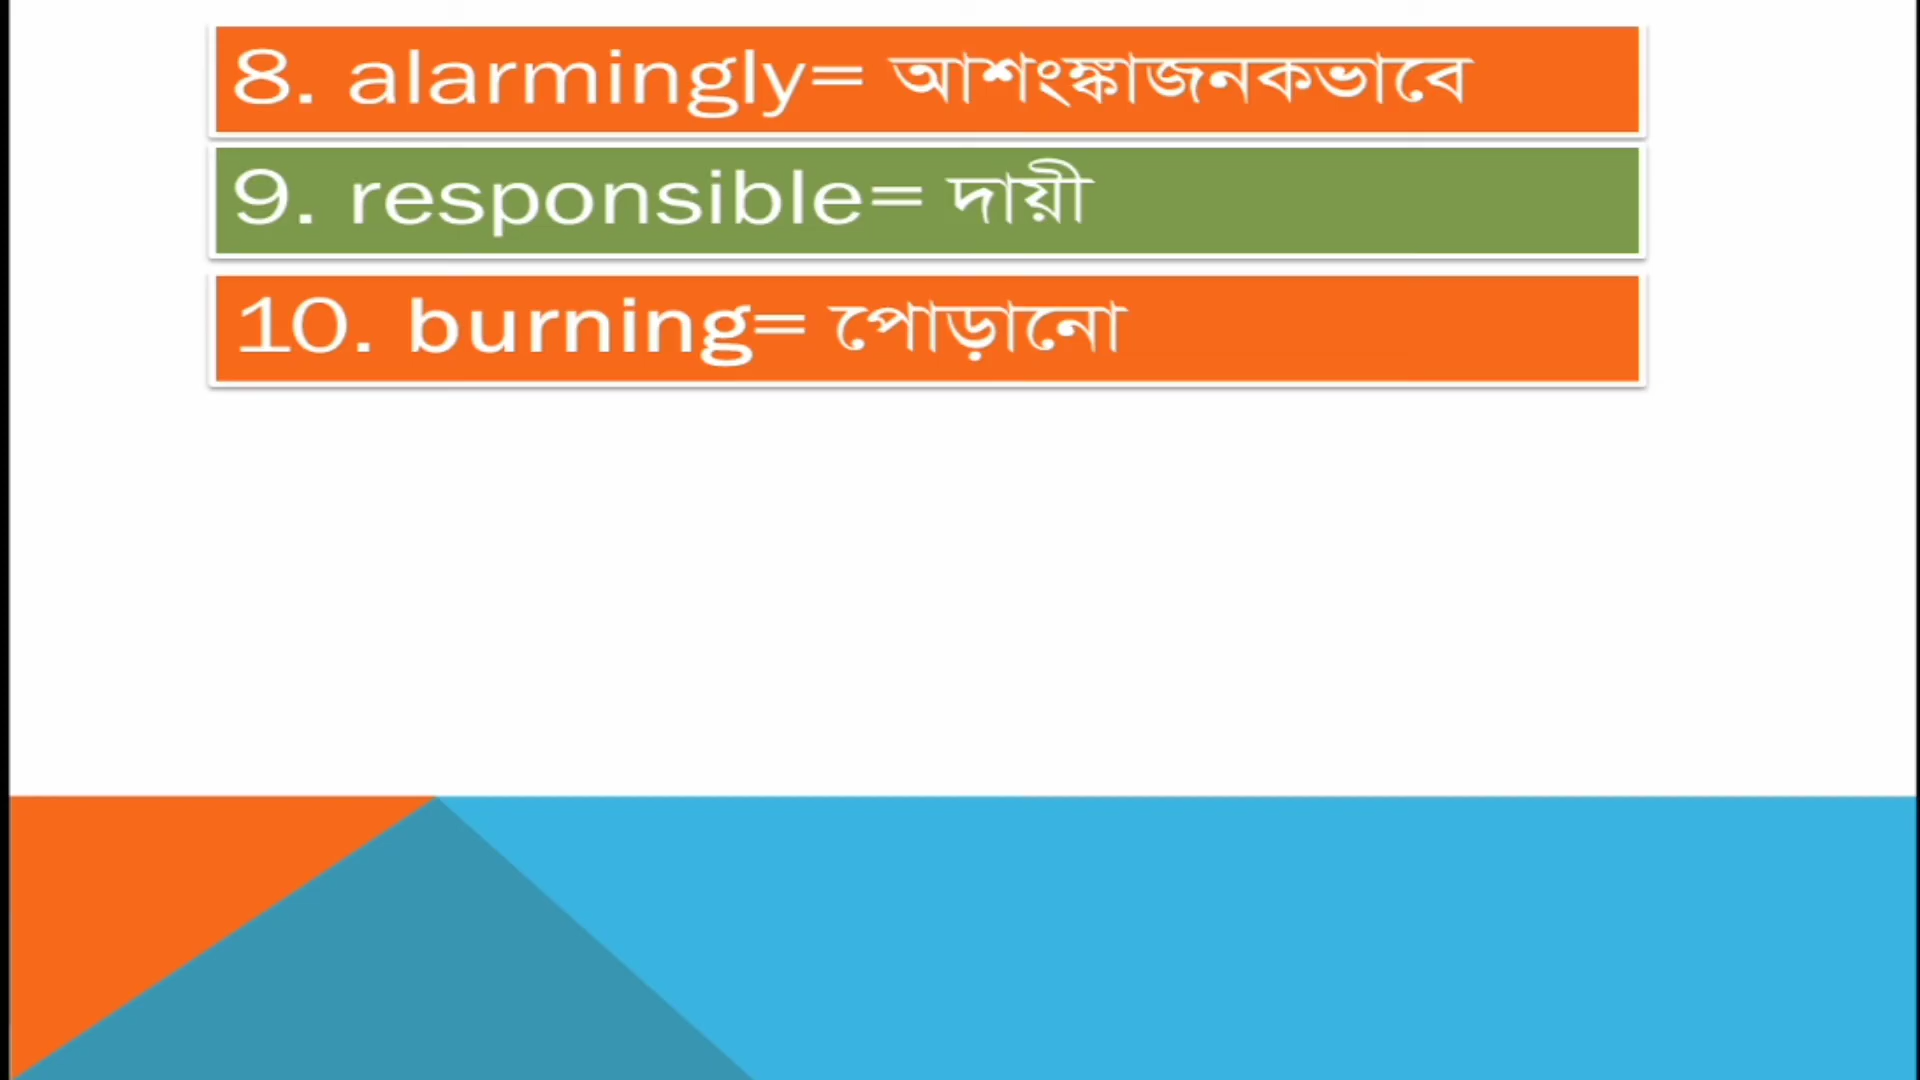 8. alarmingly= আশংঙ্কাজনকভাবে
9. responsible= দায়ী
10. burning= পোড়ানো